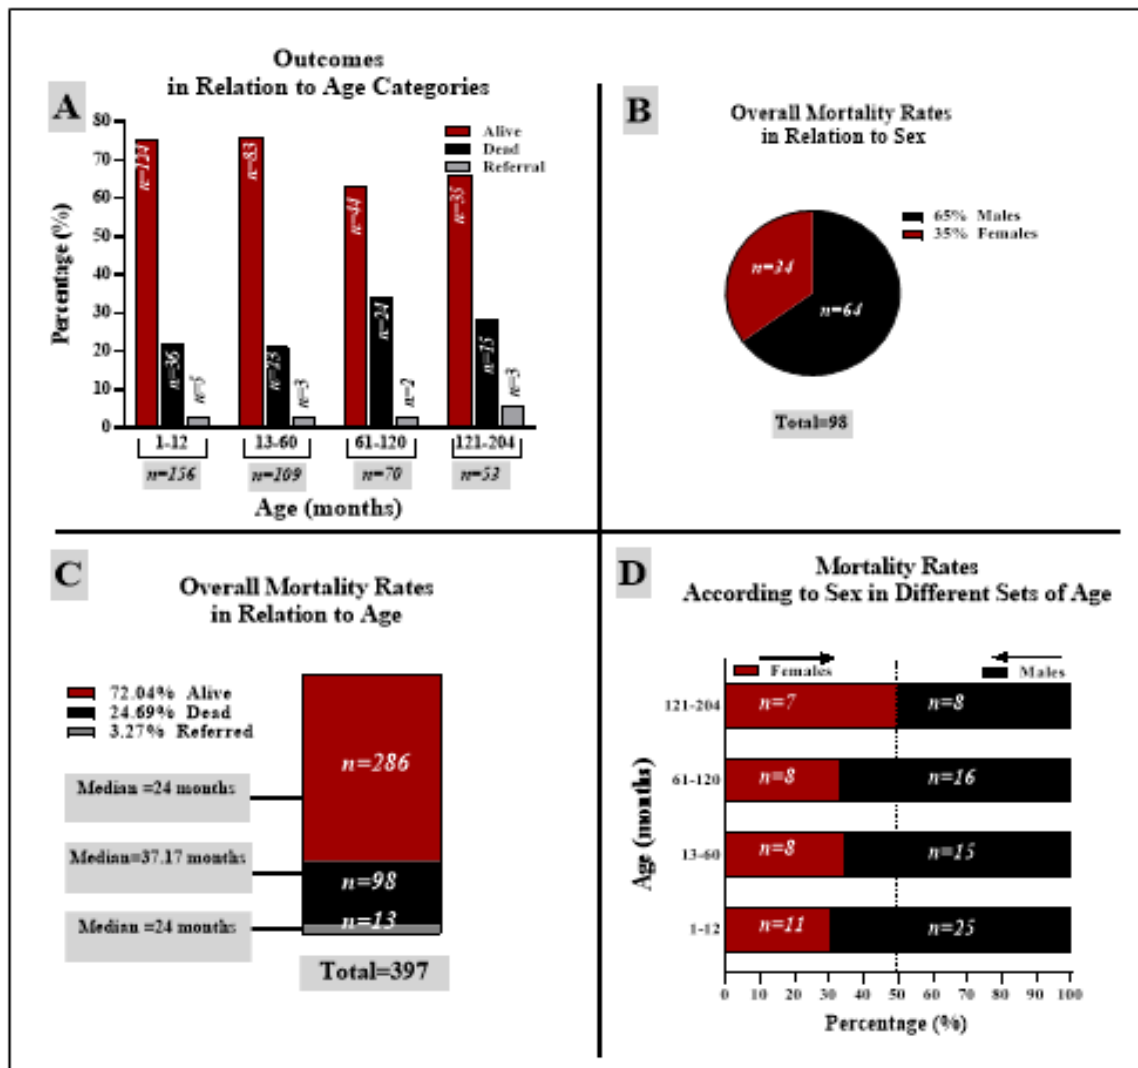 A
Outcomes
in Relation to Age Categories
Alive
Dead
Referral
Percentage (%)
80
70
60
50
40
30
20
10
0
n=124
n=36
n=5
n=83
n=23
n=3
n=44
n=24
n=2
n=35
n=15
n=3
1-12
13-60
61-120
121-204
n=156
n=109
n=70
n=53
Age (months)
B
Overall Mortality Rates
in Relation to Sex
65% Males
35% Females
n=34
n=64
Total=98
C
Overall Mortality Rates
in Relation to Age
72.04% Alive
24.69% Dead
3.27% Referred
n=286
n=98
n=13
Median =24 months
Median=37.17 months
Median =24 months
Total=397
D
Mortality Rates
According to Sex in Different Sets of Age
Females
Males
Age (months)
121-204
n=7
n=8
61-120
n=8
n=16
13-60
n=8
n=15
1-12
n=11
n=25
0 10 20 30 40 50 60 70 80 90 100
Percentage (%)